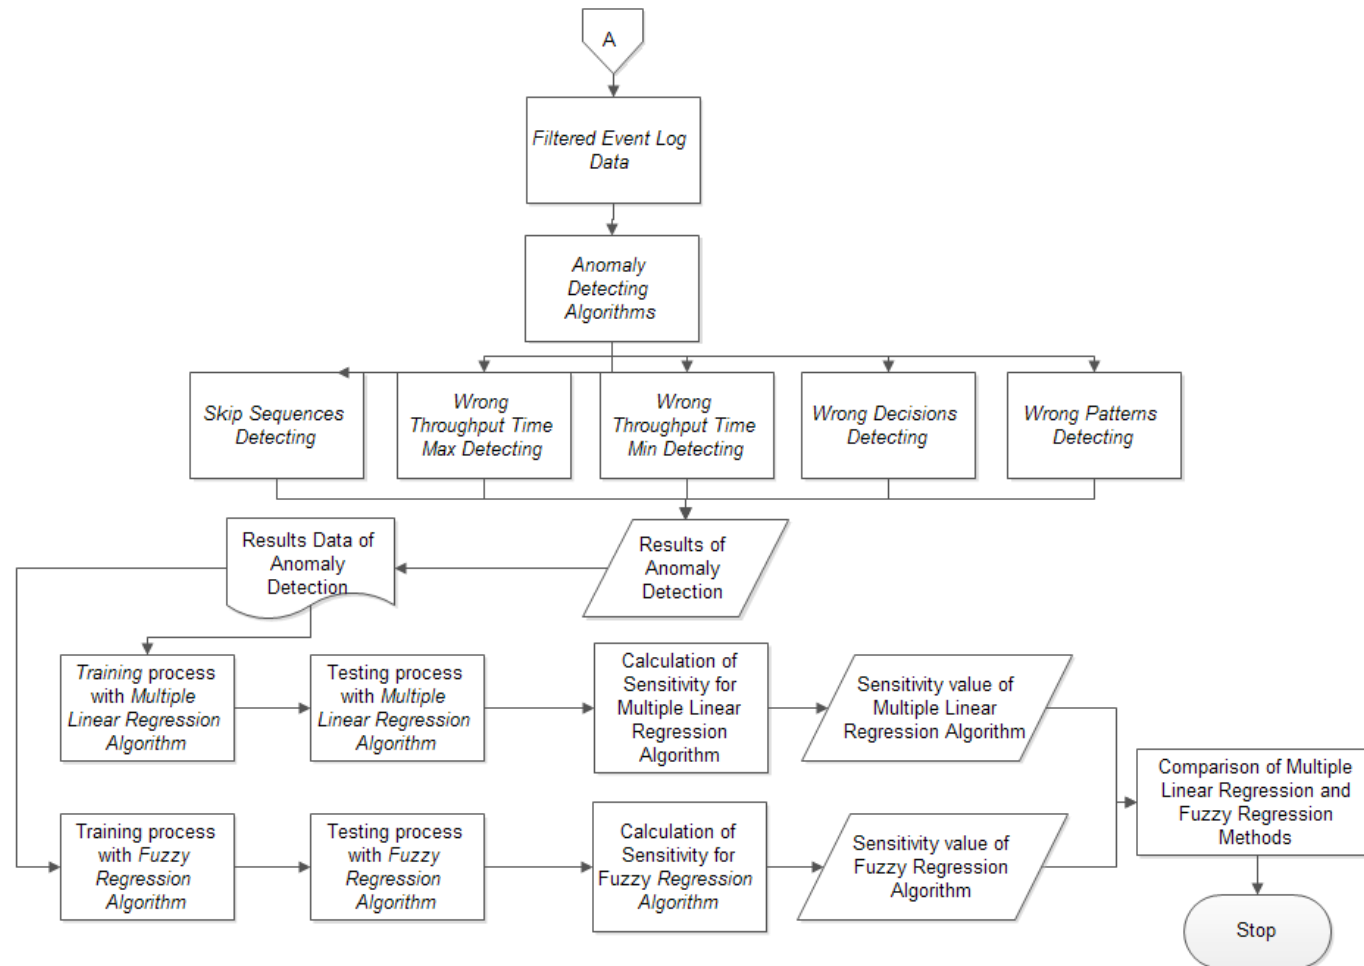 A
Filtered Event Log
Data
Anomaly
Detecting
Algorithms
Skip Sequences
Detecting
Wrong
Throughput Time
Max Detecting
Wrong
Throughput Time
Min Detecting
Wrong Decisions
Detecting
Wrong Patterns
Detecting
Results Data of
Anomaly
Detection
Results of
Anomaly
Detection
Training process
with Multiple
Linear Regression
Algorithm
Testing process
with Multiple
Linear Regression
Algorithm
Calculation of
Sensitivity for
Multiple Linear
Regression
Algorithm
Sensitivity value of
Multiple Linear
Regression Algorithm
Comparison of Multiple
Linear Regression and
Fuzzy Regression
Methods
Training process
with Fuzzy
Regression
Algorithm
Testing process
with Fuzzy
Regression
Algorithm
Calculation of
Sensitivity for
Fuzzy Regression
Algorithm
Sensitivity value of
Fuzzy Regression
Algorithm
Stop